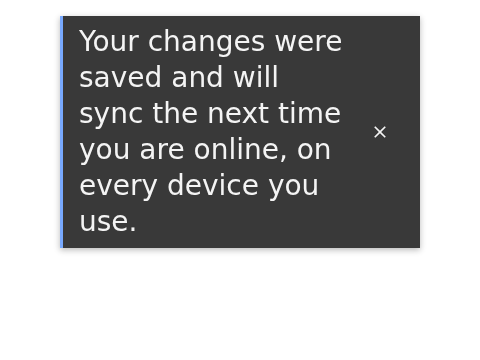 Your changes were
saved and will
sync the next time
you are online, on
every device you
use.